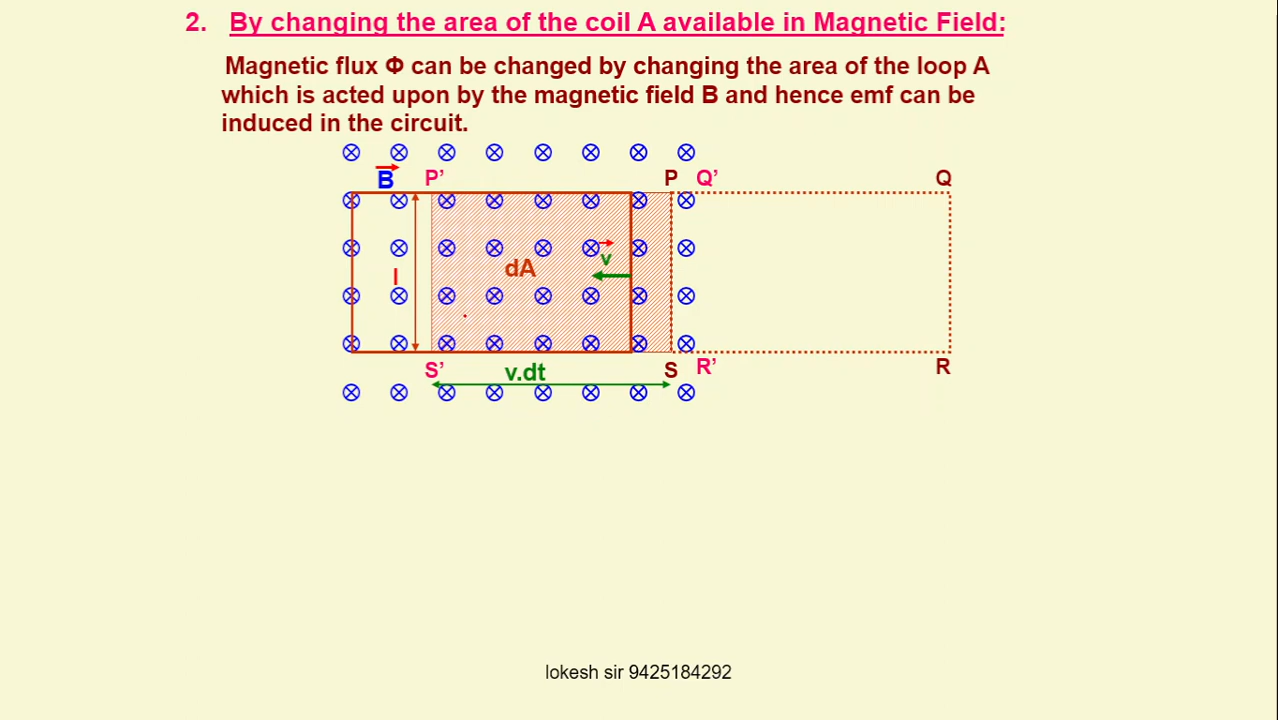 2. By changing the area of the coil A available in Magnetic Field:
Magnetic flux Φ can be changed by changing the area of the loop A
which is acted upon by the magnetic field B and hence emf can be
induced in the circuit.
B P’ P Q’ Q
l dA v
S’ v.dt S R’ R
lokesh sir 9425184292